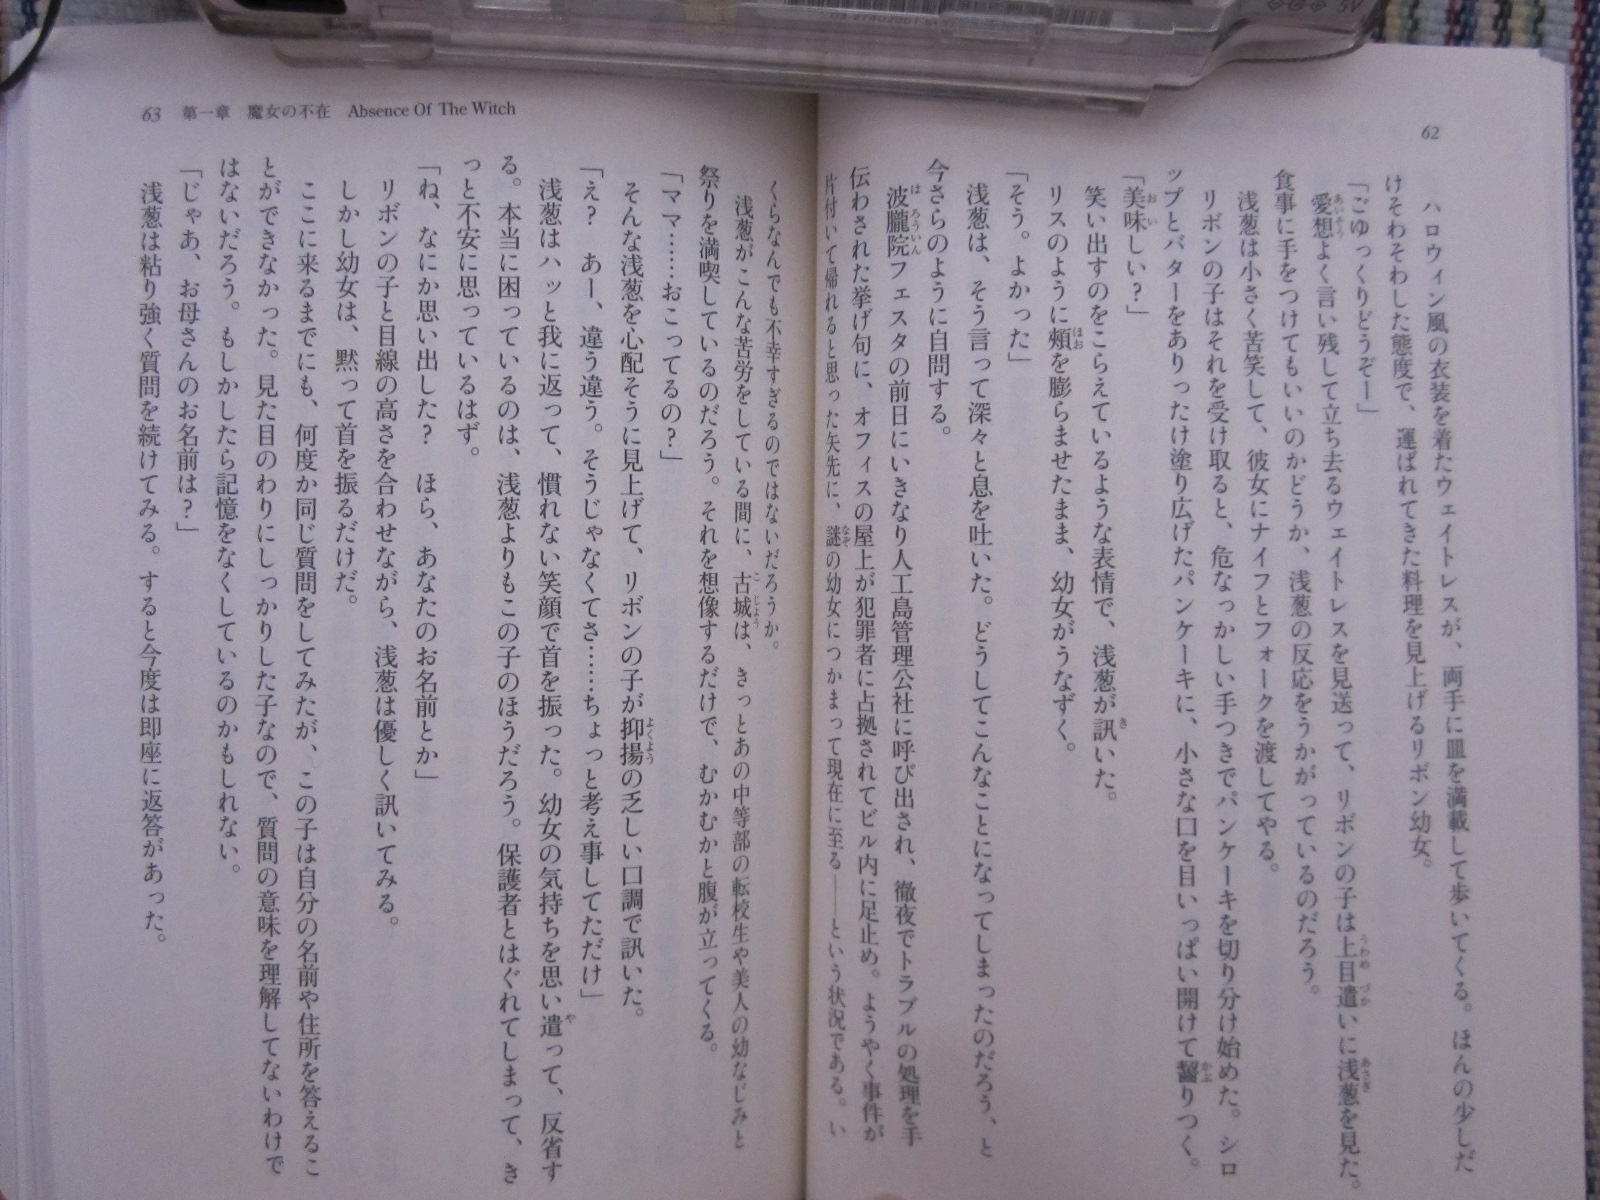 62
ハロウィン風の衣装を着たウェイトレスが、両手に皿を満載して歩いてくる。ほんの少しだ
けそわそわした態度で、運ばれてきた料理を見上げるリボン幼女。
「ごゆっくりどうぞー」
愛想よく言い残して立ち去るウェイトレスを見送って、リボンの子は上目遣いに浅葱を見た。
食事に手をつけてもいいのかどうか、浅葱の反応をうかがっているのだろう。
浅葱は小さく苦笑して、彼女にナイフとフォークを渡してやる。
リボンの子はそれを受け取ると、危なっかしい手つきでパンケーキを切り分け始めた。シロ
ップとバターをありったけ塗り広げたパンケーキに、小さな口を目いっぱい開けて齧りつく。
「美味しい？」
笑い出すのをこらえているような表情で、浅葱が訊いた。
リスのように頬を膨らませたまま、幼女がうなずく。
「そう。よかった」
浅葱は、そう言って深々と息を吐いた。どうしてこんなことになってしまったのだろう、と
今さらのように自問する。
波朧院フェスタの前日にいきなり人工島管理公社に呼び出され、徹夜でトラブルの処理を手
伝わされた挙げ句に、オフィスの屋上が犯罪者に占拠されてビル内に足止め。ようやく事件が
片付いて帰れると思った矢先に、謎の幼女につかまって現在に至る――という状況である。い
63 第一章 魔女の不在 Absence Of The Witch
くらなんでも不幸すぎるのではないだろうか。
浅葱がこんな苦労をしている間に、古城は、きっとあの中等部の転校生や美人の幼なじみと
祭りを満喫しているのだろう。それを想像するだけで、むかむかと腹が立ってくる。
「ママ……おこってるの？」
そんな浅葱を心配そうに見上げて、リボンの子が抑揚の乏しい口調で訊いた。
「え？ あー、違う違う。そうじゃなくてさ……ちょっと考え事してただけ」
浅葱はハッと我に返って、慣れない笑顔で首を振った。幼女の気持ちを思い遣って、反省す
る。本当に困っているのは、浅葱よりもこの子のほうだろう。保護者とはぐれてしまって、き
っと不安に思っているはず。
「ね、なにか思い出した？ ほら、あなたのお名前とか」
リボンの子と目線の高さを合わせながら、浅葱は優しく訊いてみる。
しかし幼女は、黙って首を振るだけだ。
ここに来るまでにも、何度か同じ質問をしてみたが、この子は自分の名前や住所を答えるこ
とができなかった。見た目のわりにしっかりした子なので、質問の意味を理解してないわけで
はないだろう。もしかしたら記憶をなくしているのかもしれない。
「じゃあ、お母さんのお名前は？」
浅葱は粘り強く質問を続けてみる。すると今度は即座に返答があった。